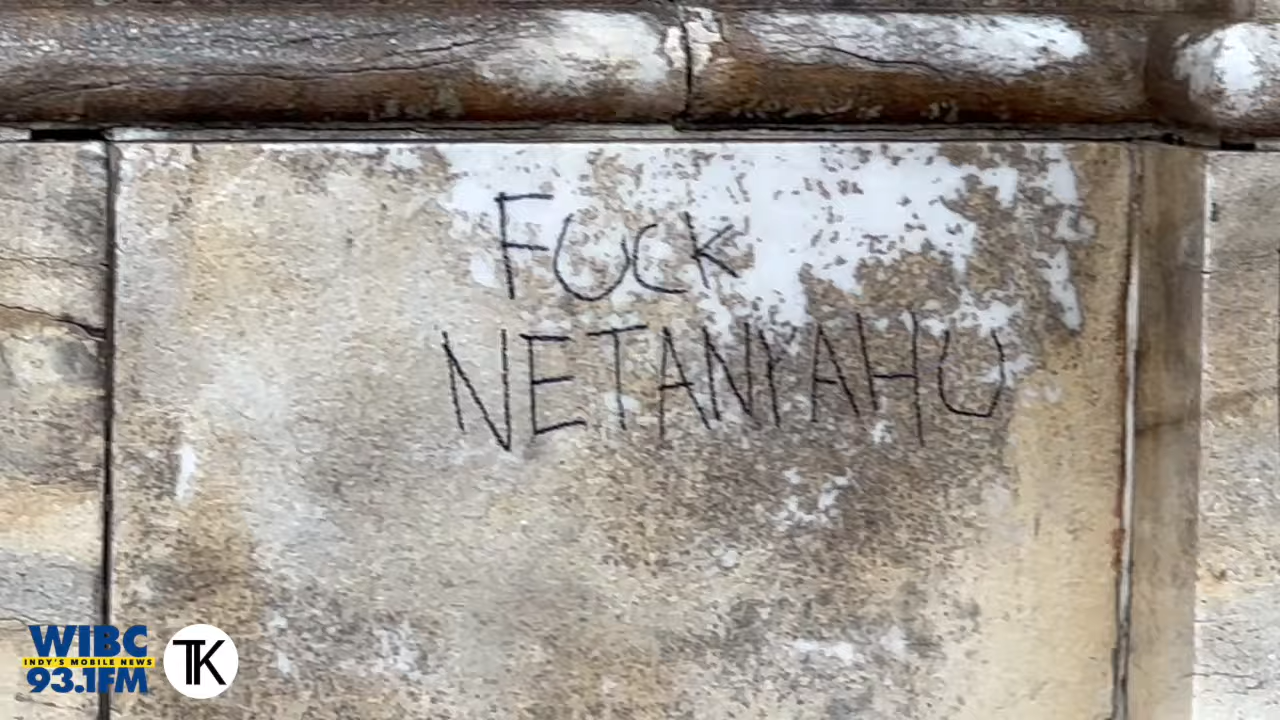 FUCK
NETANYAHU
WIBC
INDY'S MOBILE NEWS
93.1FM
TK